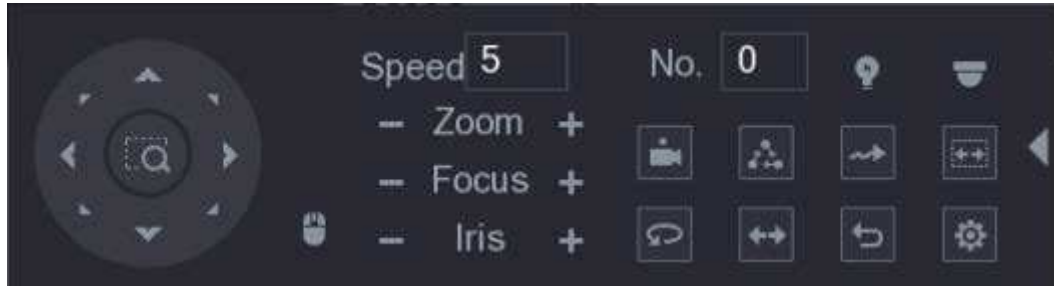 Speed 5 No. 0
– Zoom +
– Focus +
– Iris +